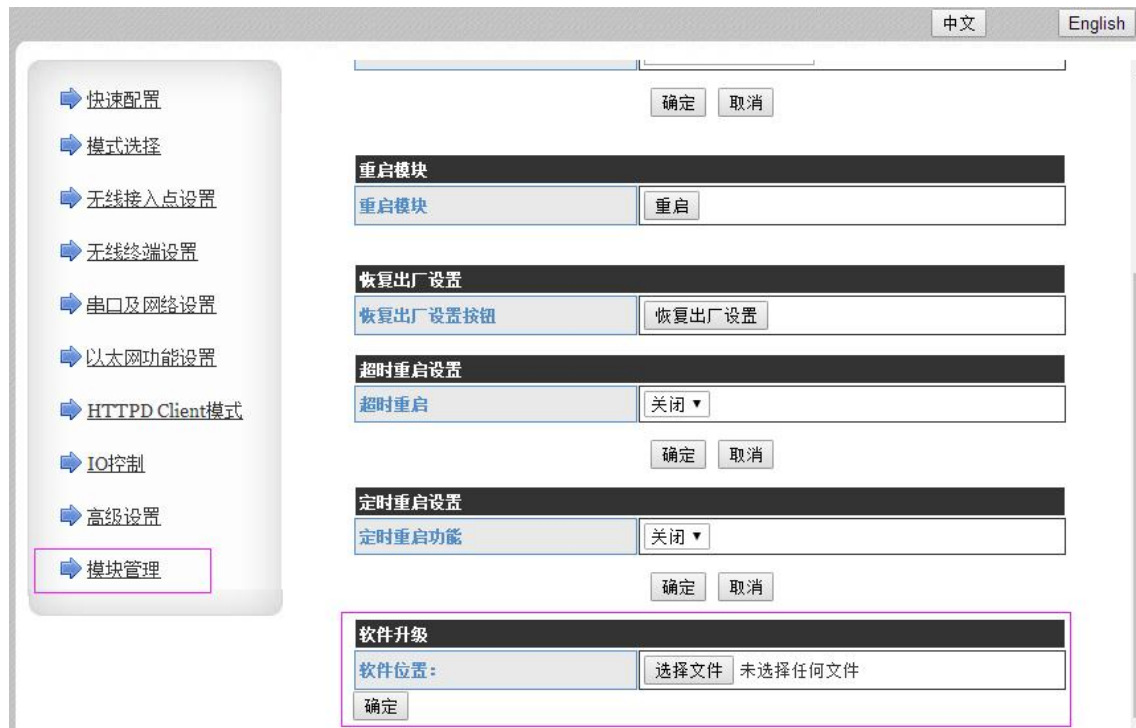 中文 English
快速配置
模式选择
无线接入点设置
无线终端设置
串口及网络设置
以太网功能设置
HTTPD Client模式
IO控制
高级设置
模块管理
确定 取消
重启模块
重启模块 重启
恢复出厂设置
恢复出厂设置按钮 恢复出厂设置
超时重启设置
超时重启 关闭
确定 取消
定时重启设置
定时重启功能 关闭
确定 取消
软件升级
软件位置: 选择文件 未选择任何文件
确定